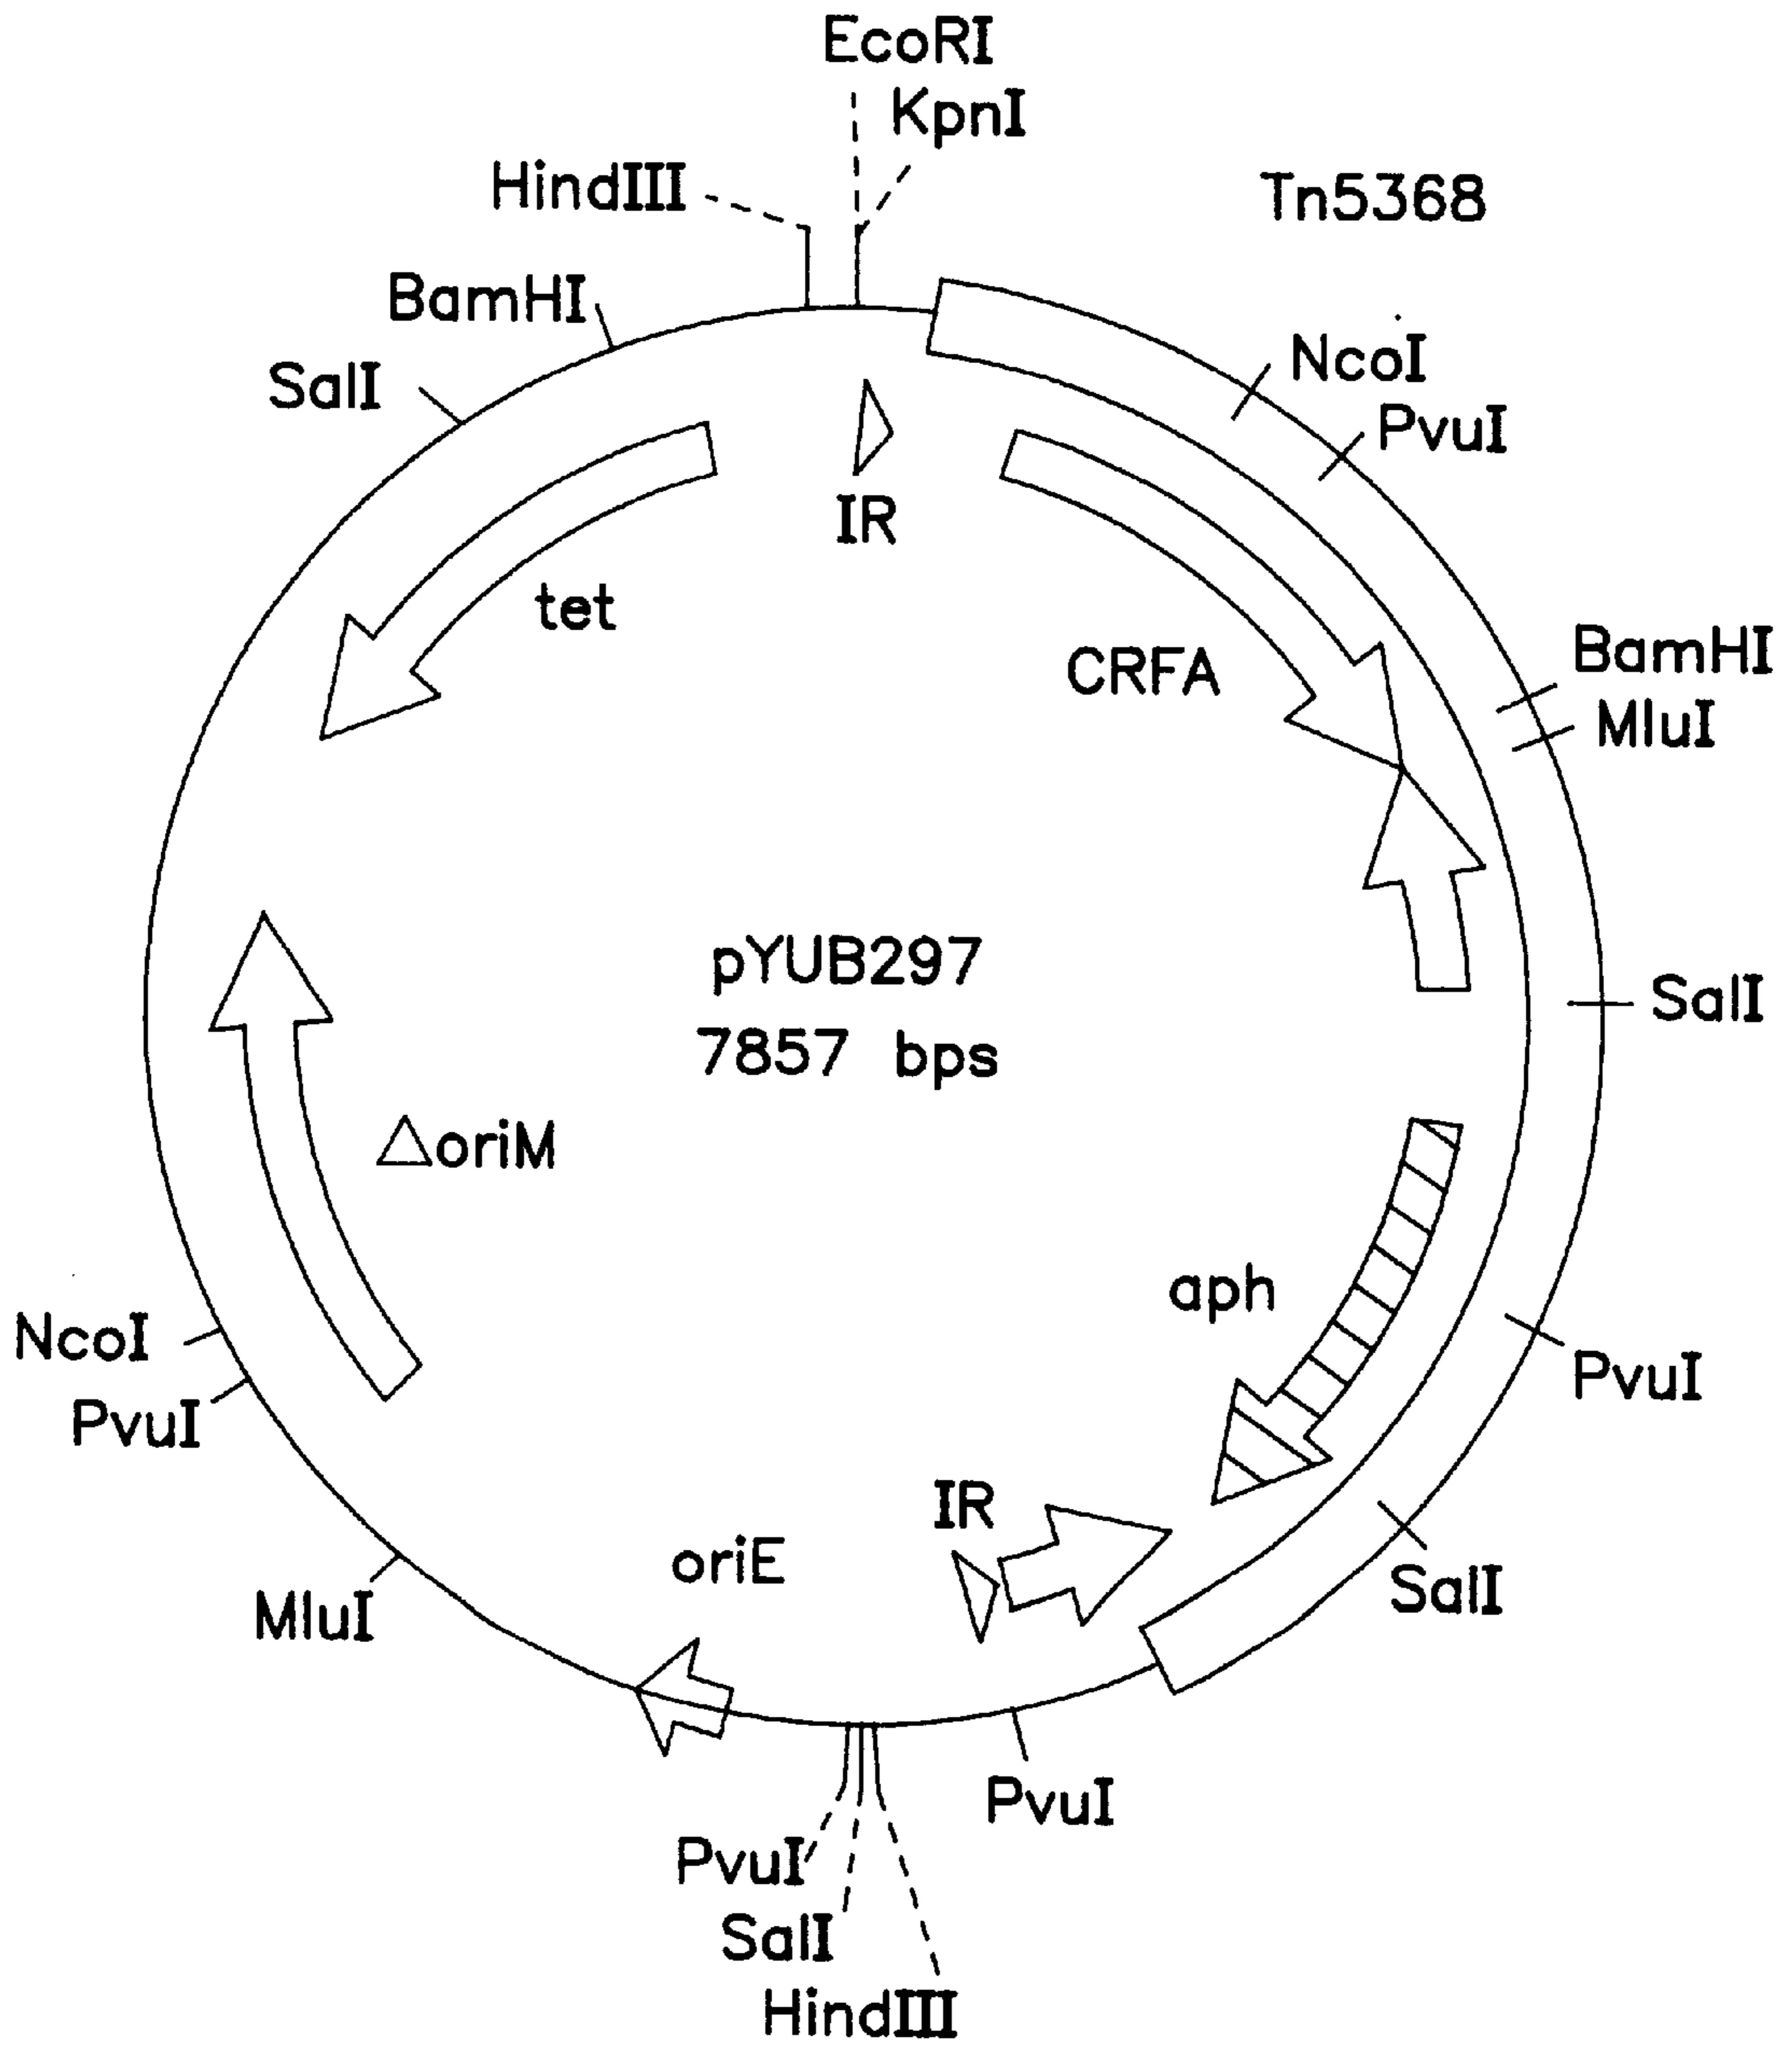 EcoRI
KpnI
HindIII
Tn5368
BamHI
SalI
NcoI
PvuI
IR
tet
CRFA
BamHI
MluI
pYUB297
7857 bps
SalI
△oriM
aph
NcoI
PvuI
PvuI
IR
oriE
MluI
SalI
PvuI
PvuI
SalI
HindIII